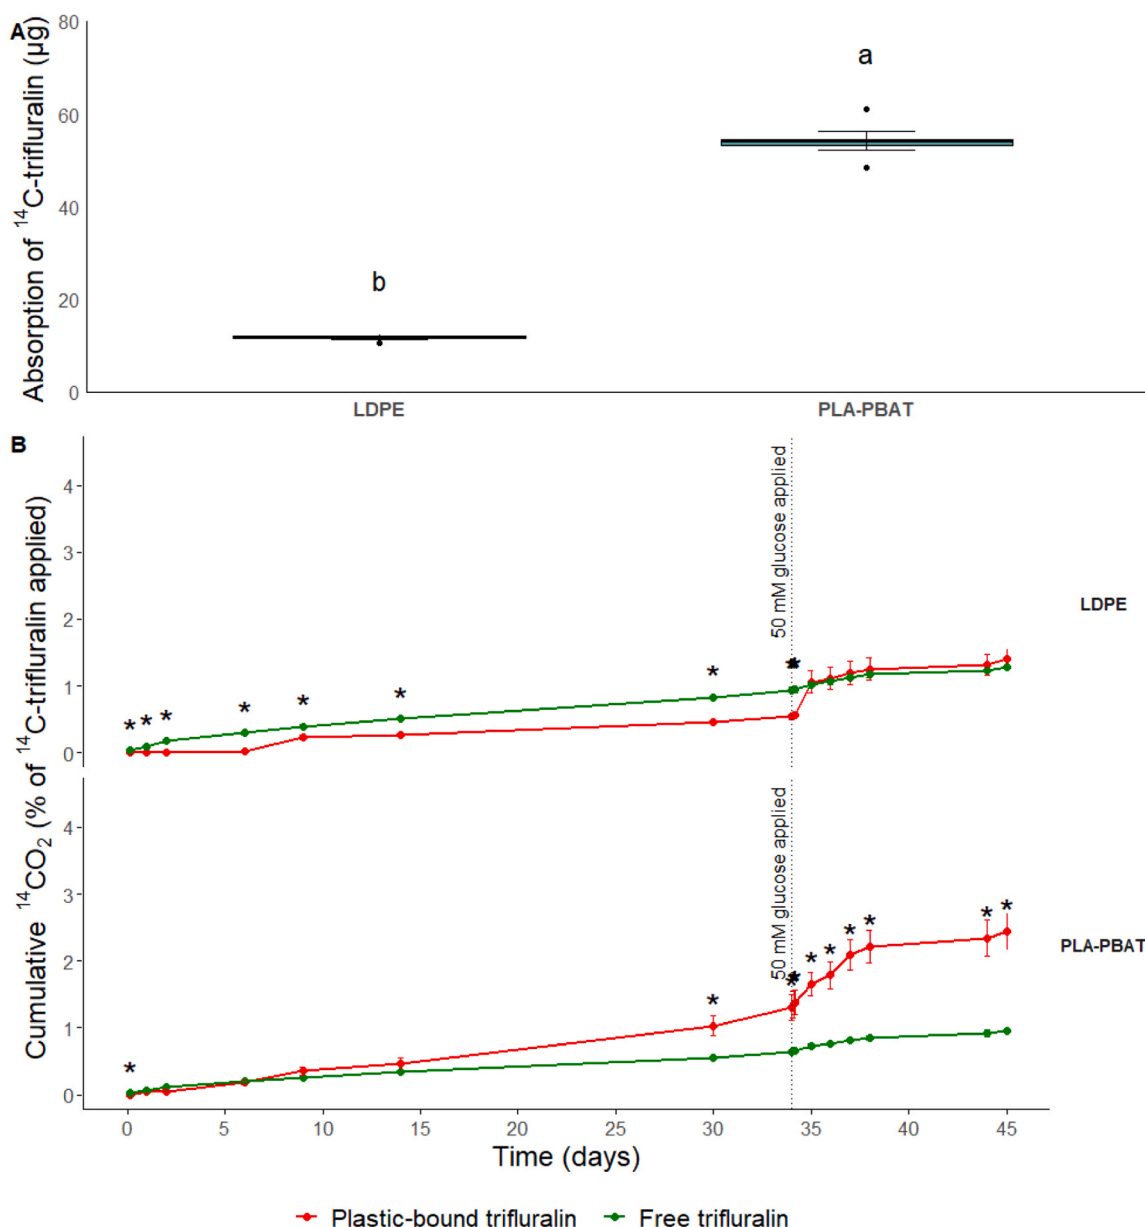 A
Absorption of ¹⁴C-trifluralin (µg)
80
60
40
20
0
a
b
LDPE
PLA-PBAT
B
Cumulative ¹⁴CO₂ (% of ¹⁴C-trifluralin applied)
4
3
2
1
0
50 mM glucose applied
* * * * * * * **
LDPE
4
3
2
1
0
50 mM glucose applied
* * * * * * * * * *
PLA-PBAT
0 5 10 15 20 25 30 35 40 45
Time (days)
Plastic-bound trifluralin Free trifluralin